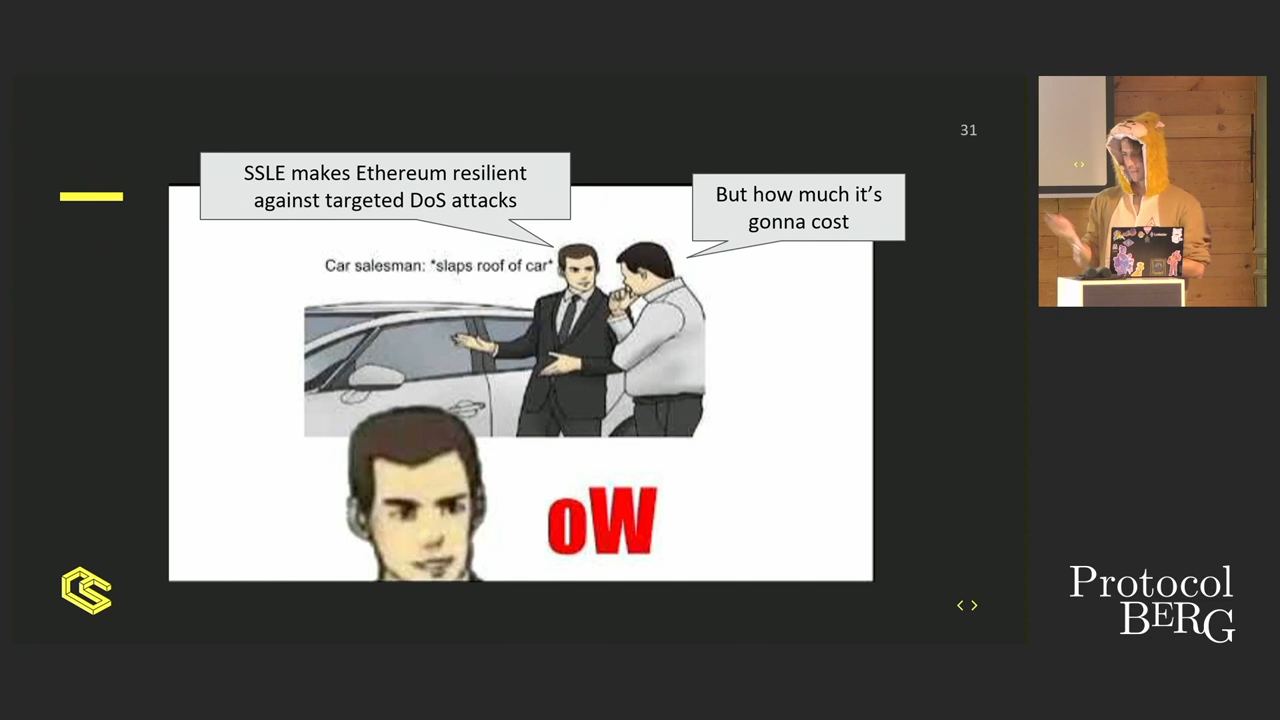 31
SSLE makes Ethereum resilient
against targeted DoS attacks
But how much it's
gonna cost
Car salesman: *slaps roof of car*
oW
< >
Protocol
BERG